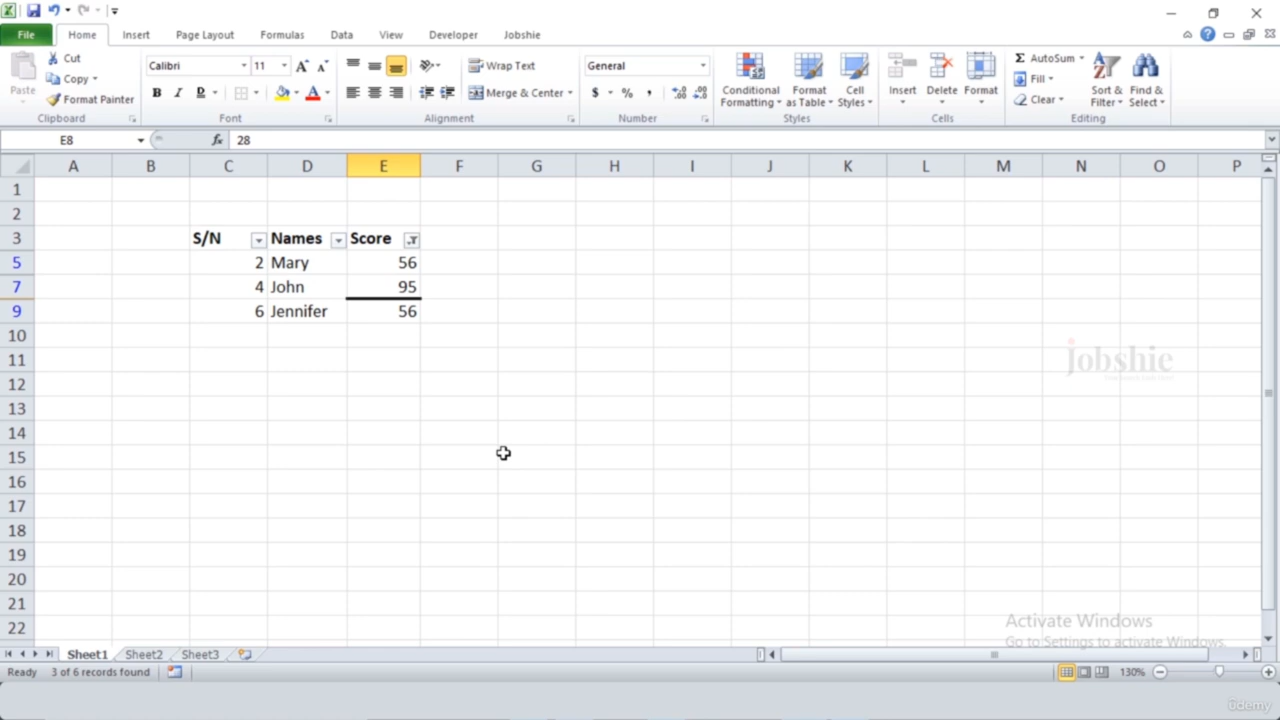 File Home Insert Page Layout Formulas Data View Developer Jobshie
Paste Cut Copy Format Painter Clipboard
Calibri 11 B I D A Font
Wrap Text Merge & Center Alignment
General $ % , Number
Conditional Formatting Format as Table Cell Styles Styles
Insert Delete Format Cells
Σ AutoSum Fill Clear Sort & Filter Find & Select Editing
E8 fx 28
A B C D E F G H I J K L M N O P
1
2
3 S/N Names Score
5 2 Mary 56
7 4 John 95
9 6 Jennifer 56
10
11 Jobshie
12
13
14
15
16
17
18
19
20
21
22
Activate Windows
Go to Settings to activate Windows.
Sheet1 Sheet2 Sheet3
Ready 3 of 6 records found 130%
Udemy